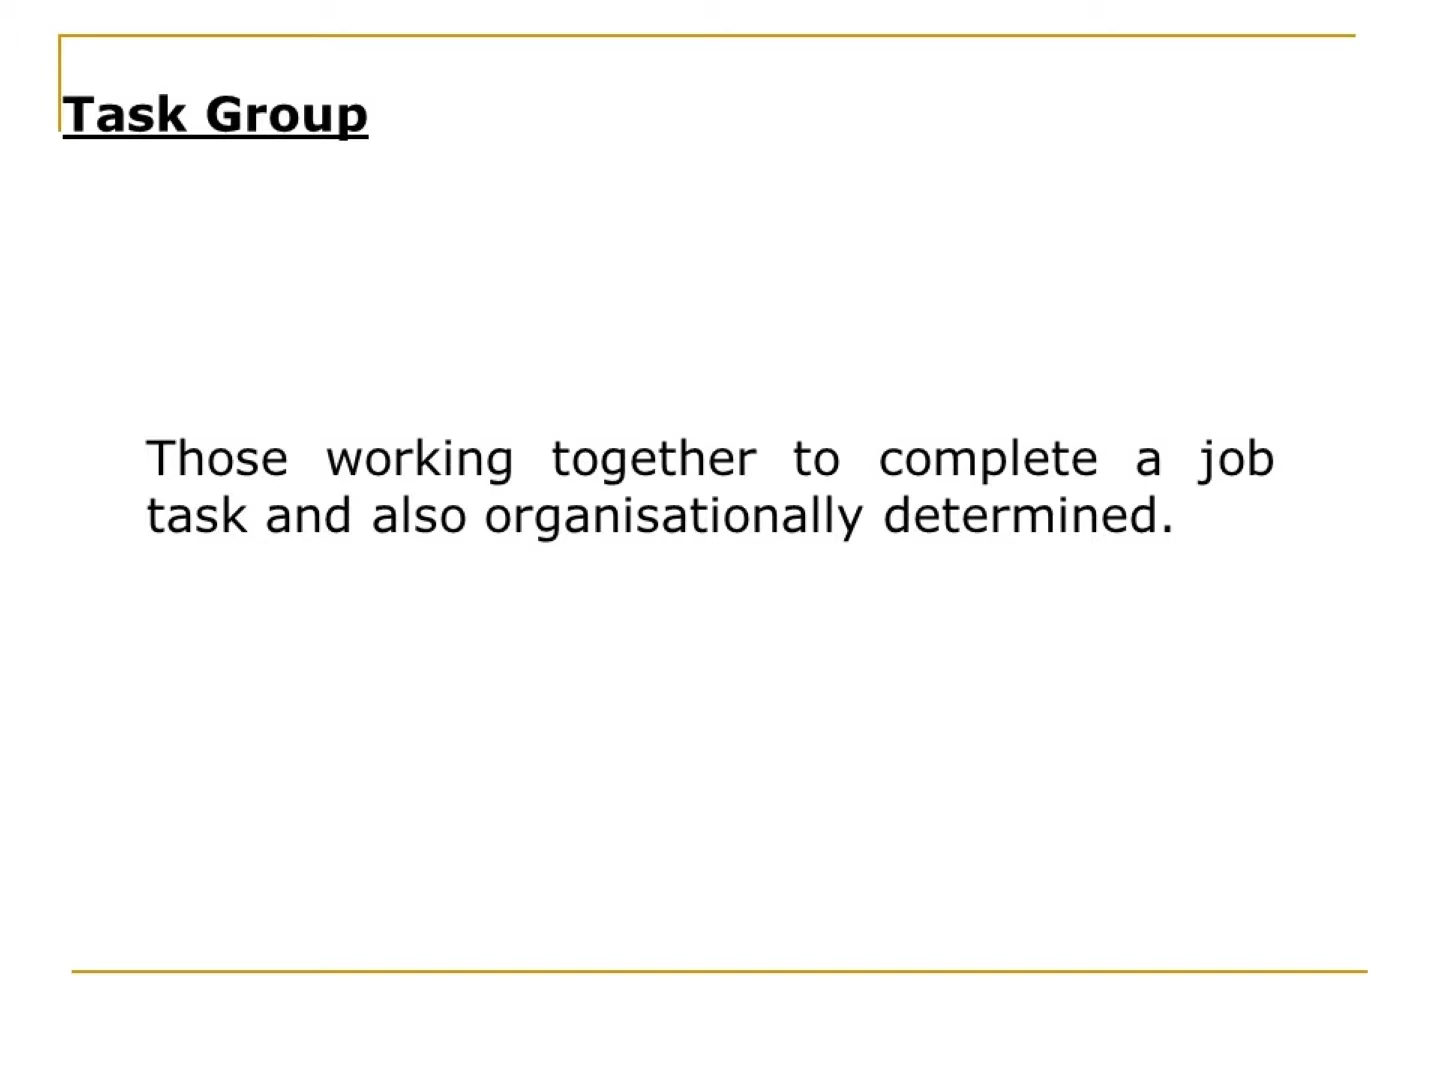 Task Group
Those working together to complete a job
task and also organisationally determined.